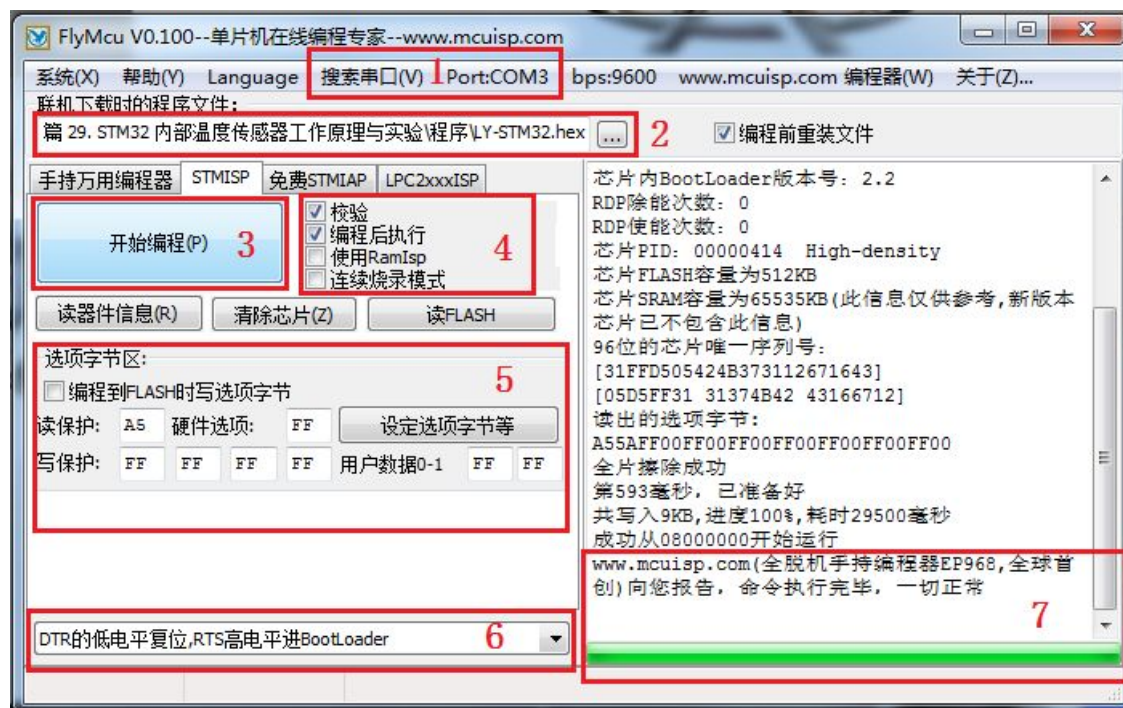 FlyMcu V0.100--单片机在线编程专家--www.mcuisp.com
系统(X) 帮助(Y) Language 搜索串口(V) 1 Port:COM3 bps:9600 www.mcuisp.com 编程器(W) 关于(Z)...
联机下载时的程序文件:
篇 29. STM32 内部温度传感器工作原理与实验\程序\LY-STM32.hex ... 2 编程前重装文件
手持万用编程器 STMISP 免费STMIAP LPC2xxxISP
开始编程(P) 3
校验
编程后执行
使用RamIsp
连续烧录模式
4
读器件信息(R) 清除芯片(Z) 读FLASH
选项字节区:
编程到FLASH时写选项字节 5
读保护: A5 硬件选项: FF 设定选项字节等
写保护: FF FF FF FF 用户数据0-1 FF FF
DTR的低电平复位,RTS高电平进BootLoader 6
芯片内BootLoader版本号: 2.2
RDP除能次数: 0
RDP使能次数: 0
芯片PID: 00000414 High-density
芯片FLASH容量为512KB
芯片SRAM容量为65535KB(此信息仅供参考,新版本
芯片已不包含此信息)
96位的芯片唯一序列号:
[31FFD505424B373112671643]
[05D5FF31 31374B42 43166712]
读出的选项字节:
A55AFF00FF00FF00FF00FF00FF00FF00
全片擦除成功
第593毫秒, 已准备好
共写入9KB,进度100%,耗时29500毫秒
成功从08000000开始运行
www.mcuisp.com(全脱机手持编程器EP968,全球首
创)向您报告, 命令执行完毕, 一切正常
7